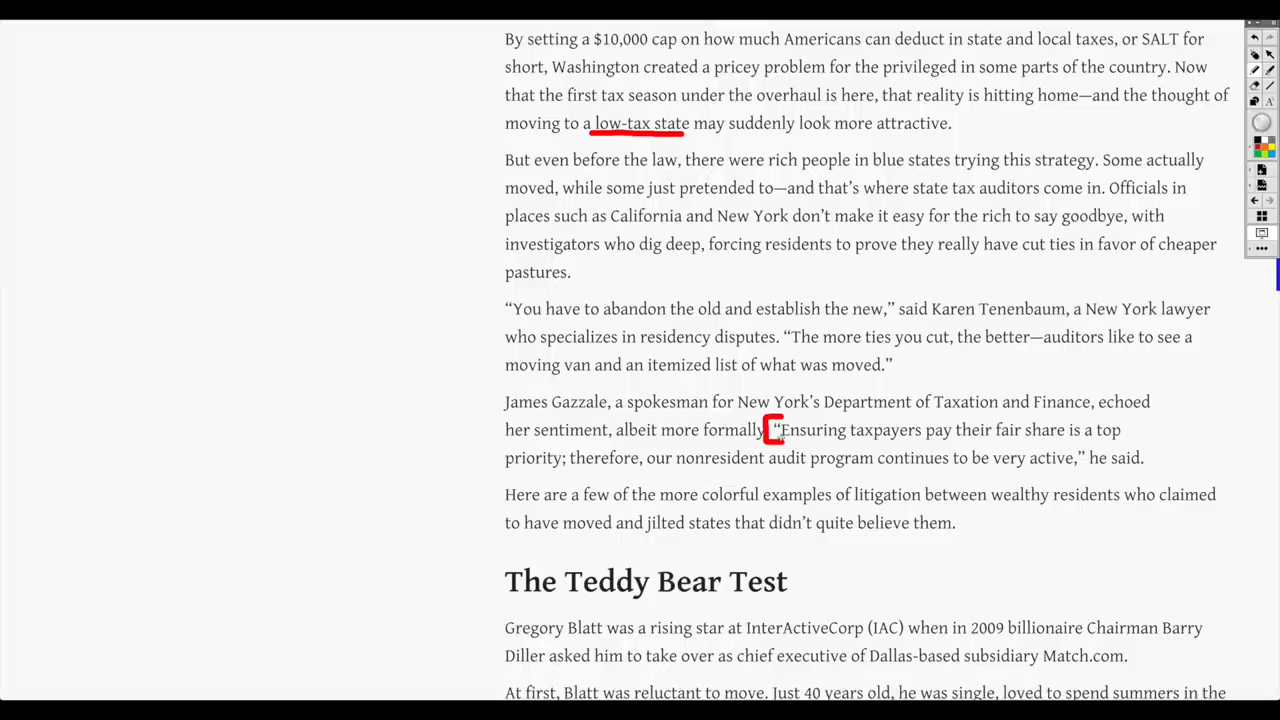 By setting a $10,000 cap on how much Americans can deduct in state and local taxes, or SALT for
short, Washington created a pricey problem for the privileged in some parts of the country. Now
that the first tax season under the overhaul is here, that reality is hitting home—and the thought of
moving to a low-tax state may suddenly look more attractive.
But even before the law, there were rich people in blue states trying this strategy. Some actually
moved, while some just pretended to—and that’s where state tax auditors come in. Officials in
places such as California and New York don’t make it easy for the rich to say goodbye, with
investigators who dig deep, forcing residents to prove they really have cut ties in favor of cheaper
pastures.
“You have to abandon the old and establish the new,” said Karen Tenenbaum, a New York lawyer
who specializes in residency disputes. “The more ties you cut, the better—auditors like to see a
moving van and an itemized list of what was moved.”
James Gazzale, a spokesman for New York’s Department of Taxation and Finance, echoed
her sentiment, albeit more formally. “Ensuring taxpayers pay their fair share is a top
priority; therefore, our nonresident audit program continues to be very active,” he said.
Here are a few of the more colorful examples of litigation between wealthy residents who claimed
to have moved and jilted states that didn’t quite believe them.
The Teddy Bear Test
Gregory Blatt was a rising star at InterActiveCorp (IAC) when in 2009 billionaire Chairman Barry
Diller asked him to take over as chief executive of Dallas-based subsidiary Match.com.
At first, Blatt was reluctant to move. Just 40 years old, he was single, loved to spend summers in the